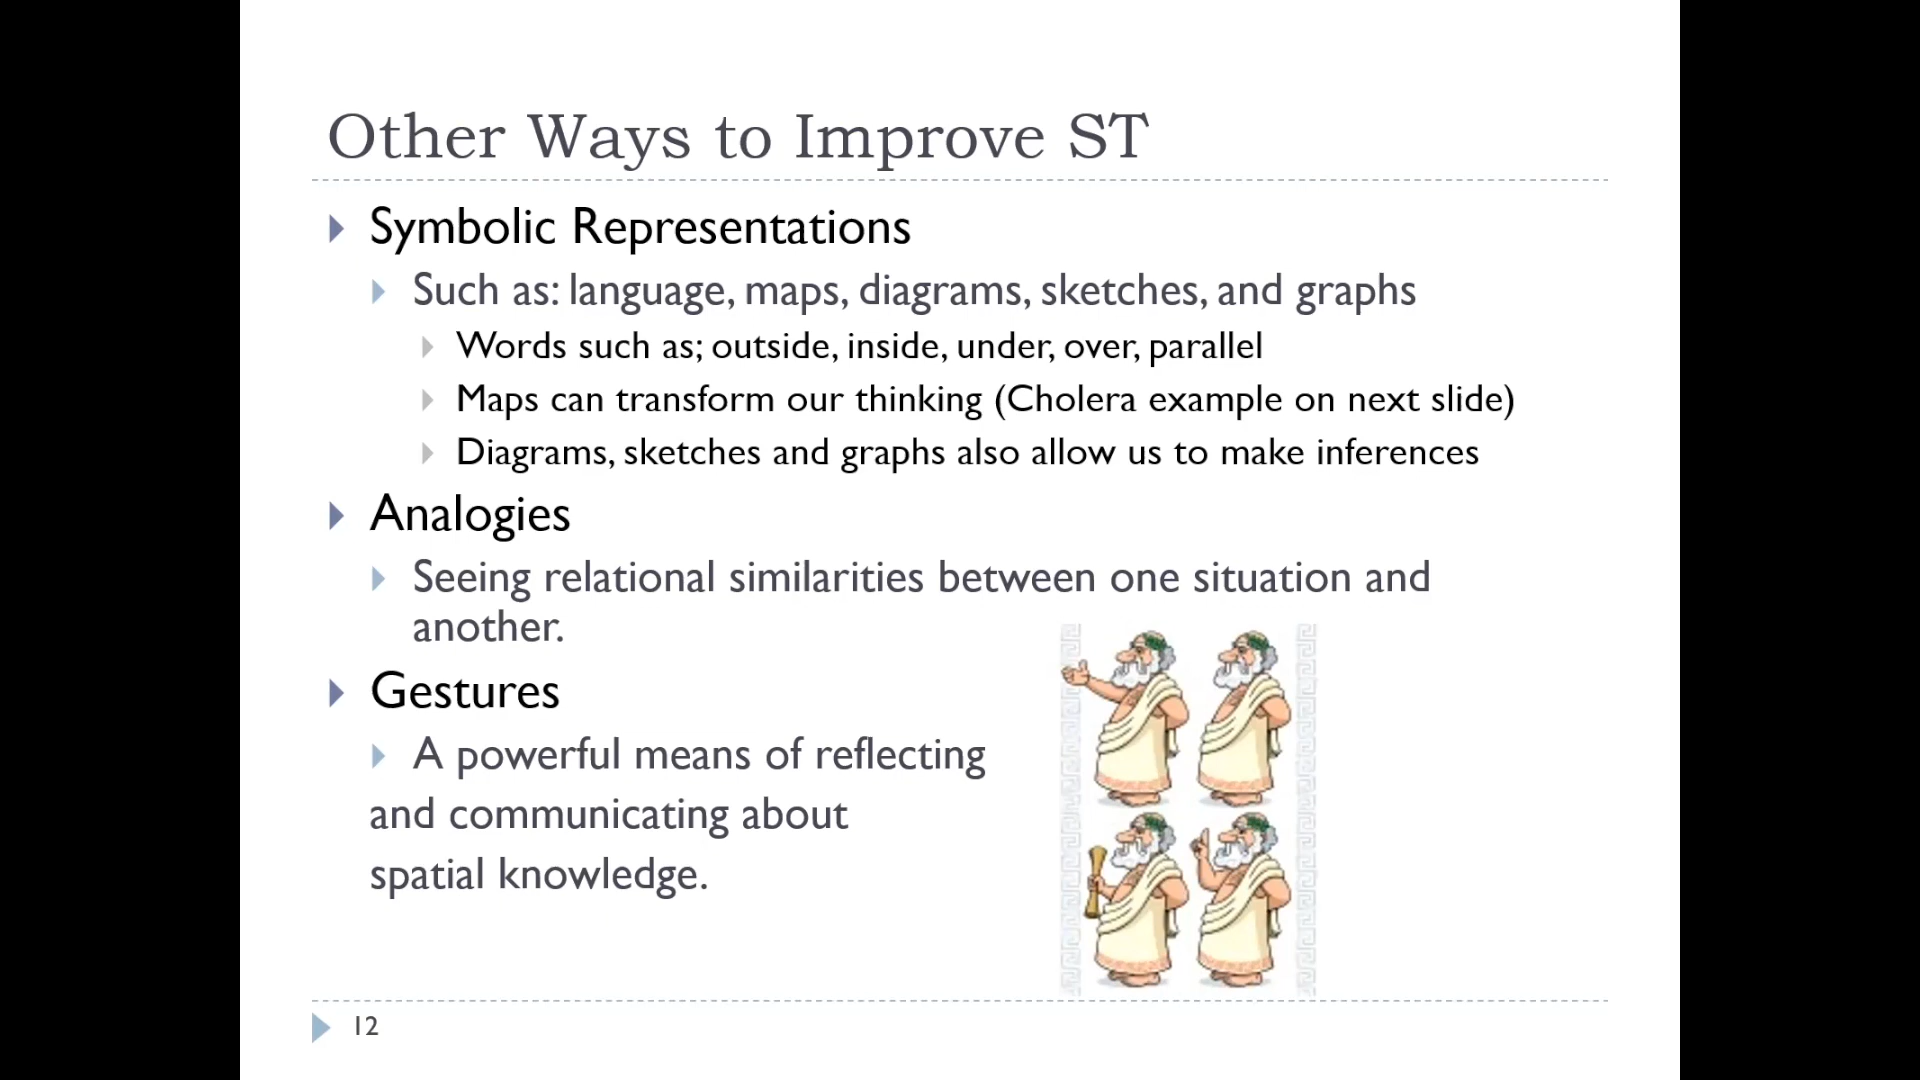 Other Ways to Improve ST
Symbolic Representations
Such as: language, maps, diagrams, sketches, and graphs
Words such as; outside, inside, under, over, parallel
Maps can transform our thinking (Cholera example on next slide)
Diagrams, sketches and graphs also allow us to make inferences
Analogies
Seeing relational similarities between one situation and
another.
Gestures
A powerful means of reflecting
and communicating about
spatial knowledge.
12